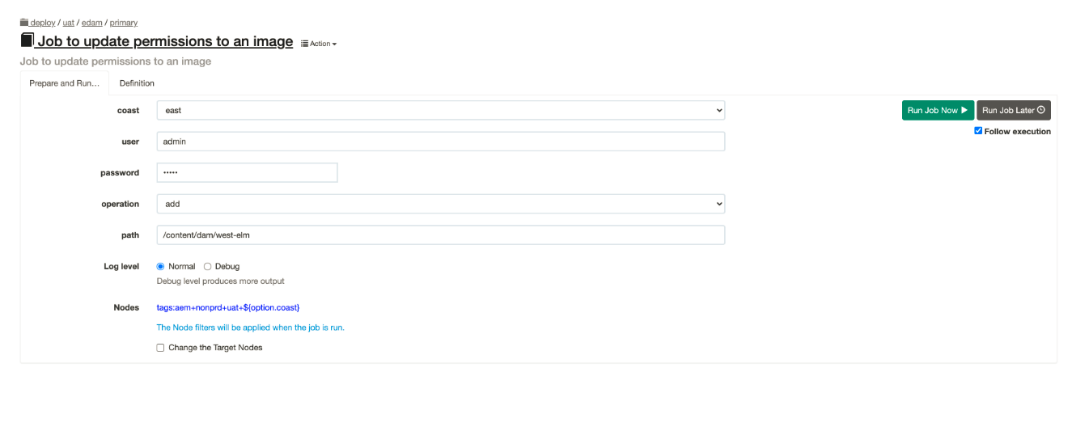 deploy / uat / edam / primary
Job to update permissions to an image Action
Job to update permissions to an image
Prepare and Run... Definition
coast east Run Job Now Run Job Later
Follow execution
user admin
password •••••
operation add
path /content/dam/west-elm
Log level Normal Debug
Debug level produces more output
Nodes tags:aem+nonprd+uat+${option.coast}
The Node filters will be applied when the job is run.
Change the Target Nodes